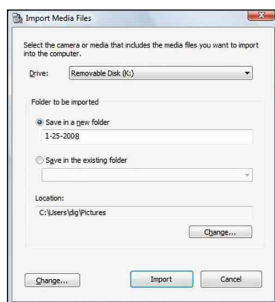 Import Media Files
Select the camera or media that includes the media files you want to import
into the computer.
Drive: Removable Disk (K:)
Folder to be imported
Save in a new folder
1-25-2008
Save in the existing folder
Location:
C:\Users\dig\Pictures
Change...
Change... Import Cancel